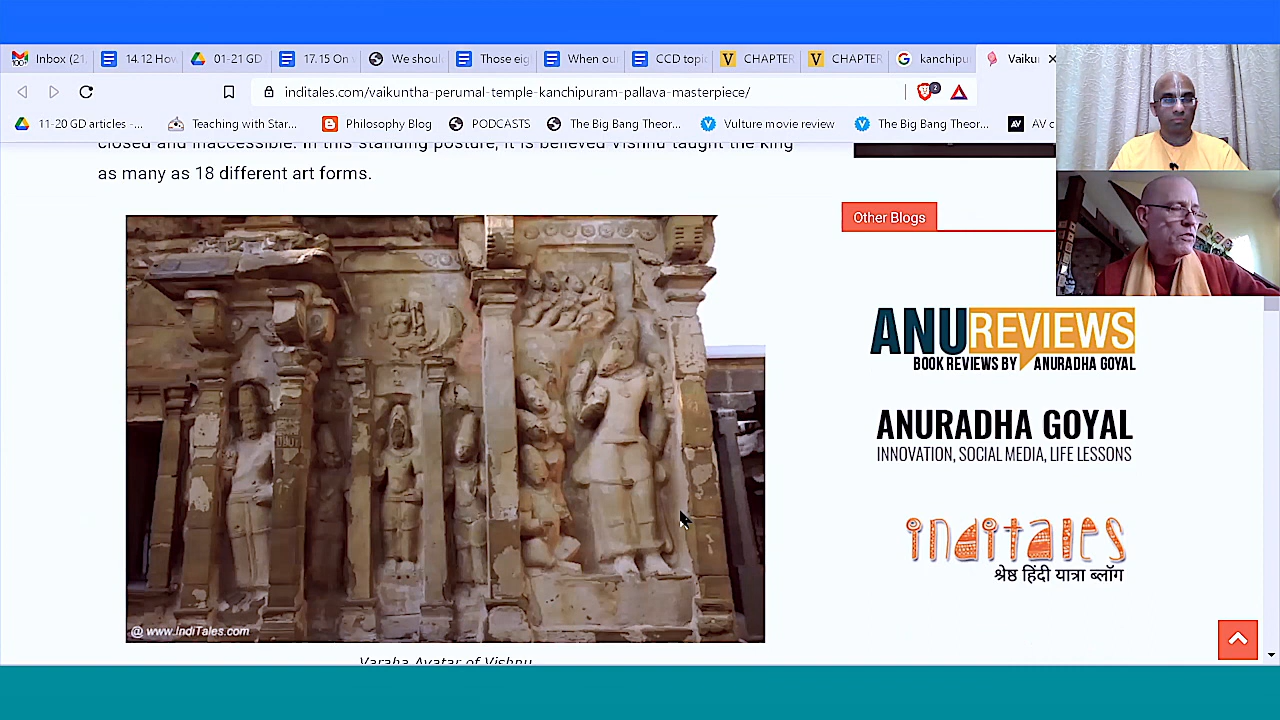 Inbox (21
14.12 Hov
01-21 GD
17.15 On
We shoul
Those eig
When ou
CCD topi
CHAPTER
CHAPTER
kanchipu
Vaiku
inditales.com/vaikuntha-perumal-temple-kanchipuram-pallava-masterpiece/
2
11-20 GD articles -...
Teaching with Star...
Philosophy Blog
PODCASTS
The Big Bang Theor...
Vulture movie review
The Big Bang Theor...
AV c
closed and inaccessible. In this standing posture, it is believed Vishnu taught the king
as many as 18 different art forms.
Other Blogs
ANUREVIEWS
BOOK REVIEWS BY ANURADHA GOYAL
ANURADHA GOYAL
INNOVATION, SOCIAL MEDIA, LIFE LESSONS
inditales
श्रेष्ठ हिंदी यात्रा ब्लॉग
@ www.IndiTales.com
Varaha Avatar of Vishnu